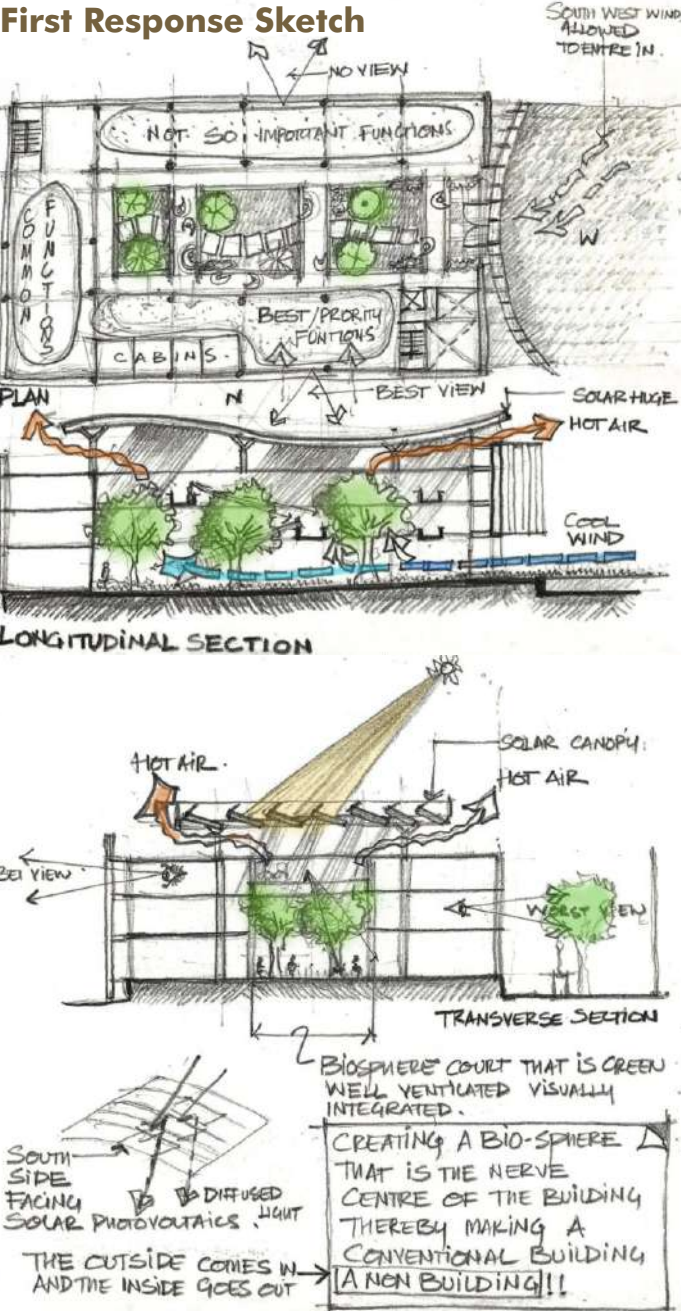 First Response Sketch
SOUTH WEST WIND
ALLOWED
TO ENTRE IN.
NO VIEW
NOT SO IMPORTANT FUNCTIONS
COMMON
FUNCTIONS
W
BEST/PRORITY
FUNTIONS
CABINS.
PLAN
N
BEST VIEW
SOLAR HUGE
HOT AIR
COOL
WIND
LONGITUDINAL SECTION
SOLAR CANOPY.
HOT AIR.
HOT AIR
VIEW
WORST VIEW
TRANSVERSE SECTION
BIOSPHERE COURT THAT IS GREEN
WELL VENTICATED VISUALLY
INTEGRATED.
SOUTH
SIDE
FACING
SOLAR PHOTOVOLTAICS.
DIFFUSED
LIGHT
CREATING A BIO-SPHERE
THAT IS THE NERVE
CENTRE OF THE BUILDING
THEREBY MAKING A
CONVENTIONAL BUILDING
A NON BUILDING!!
THE OUTSIDE COMES IN
AND THE INSIDE GOES OUT